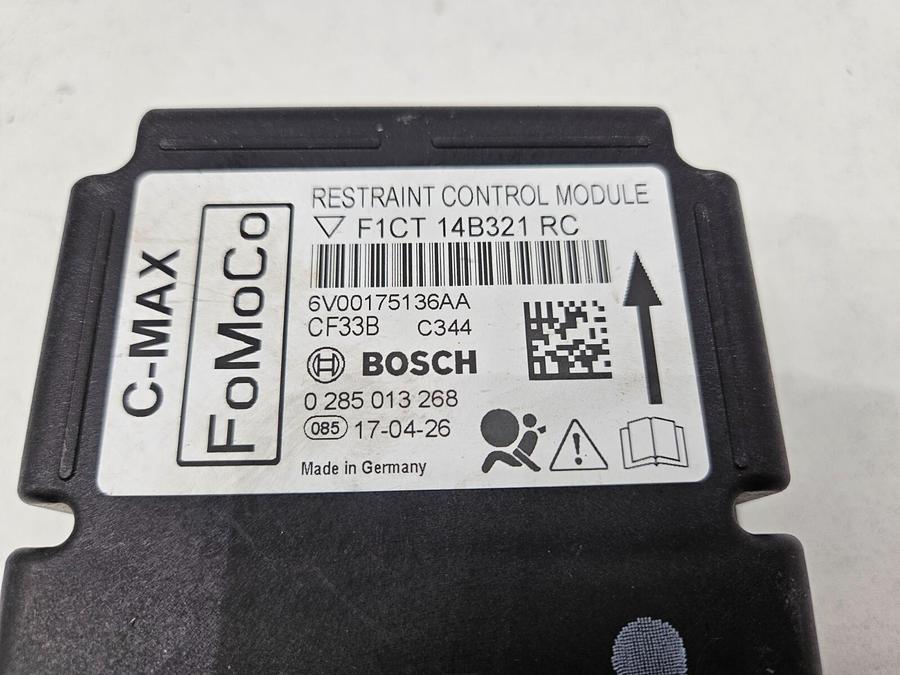 C-MAX
FoMoCo
RESTRAINT CONTROL MODULE
F1CT 14B321 RC
6V00175136AA
CF33B C344
BOSCH
0 285 013 268
085 17-04-26
Made in Germany